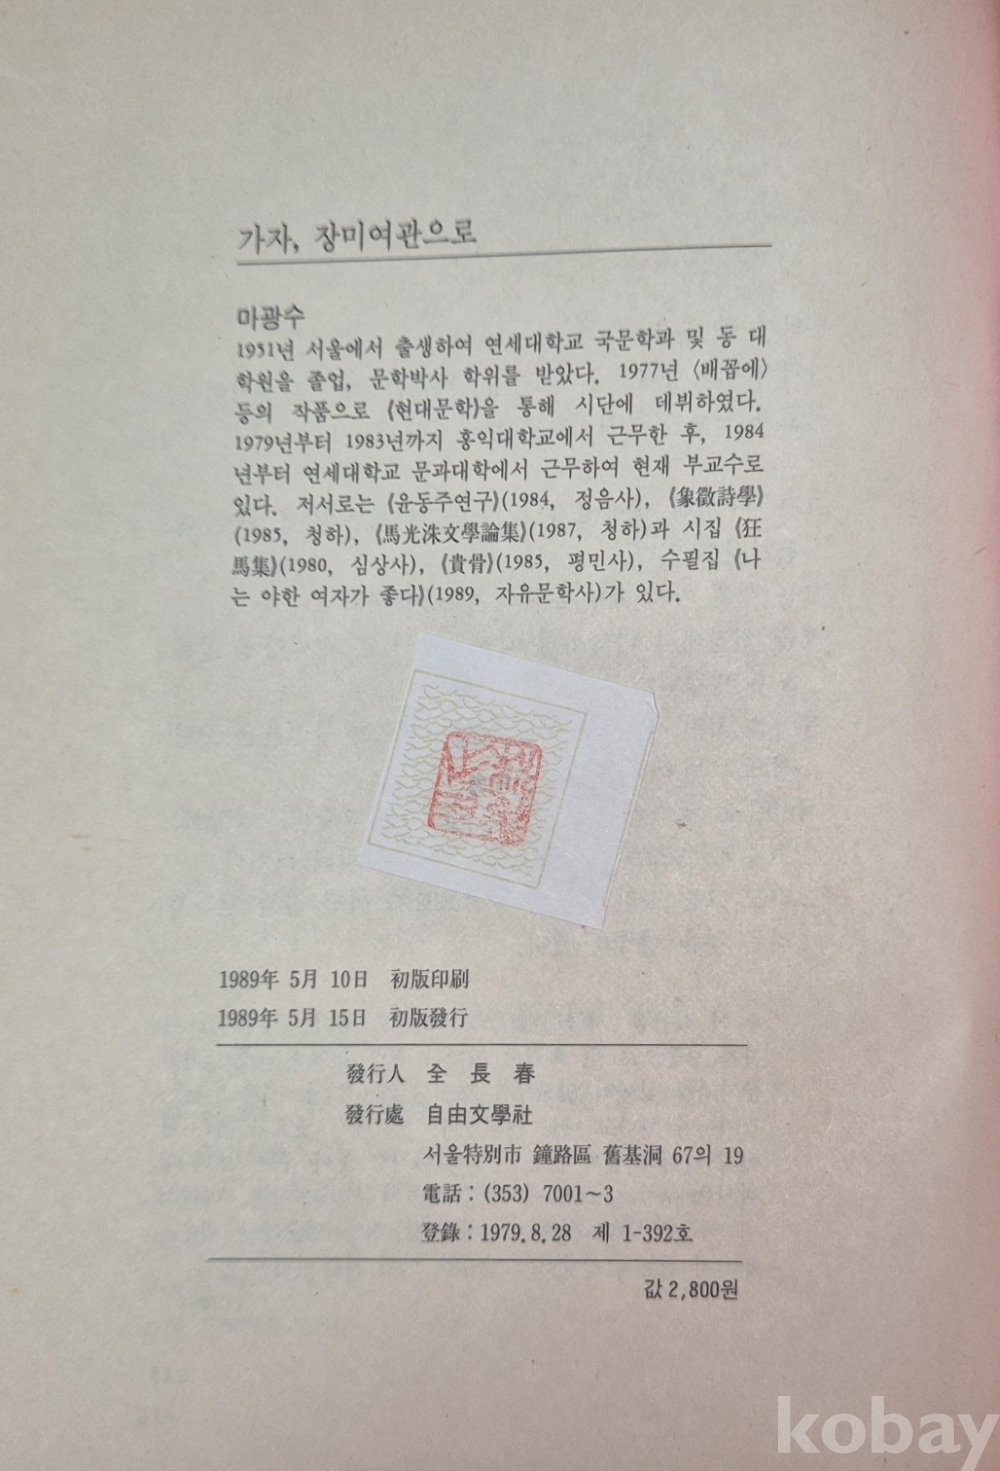 가자, 장미여관으로
마광수
1951년 서울에서 출생하여 연세대학교 국문학과 및 동 대
학원을 졸업, 문학박사 학위를 받았다. 1977년 〈배꼽에〉
등의 작품으로 《현대문학》을 통해 시단에 데뷔하였다.
1979년부터 1983년까지 홍익대학교에서 근무한 후, 1984
년부터 연세대학교 문과대학에서 근무하여 현재 부교수로
있다. 저서로는 《윤동주연구》(1984, 정음사), 《象徵詩學》
(1985, 청하), 《馬光洙文學論集》(1987, 청하)과 시집 《狂
馬集》(1980, 심상사), 《貴骨》(1985, 평민사), 수필집 《나
는 야한 여자가 좋다》(1989, 자유문학사)가 있다.
1989年 5月 10日 初版印刷
1989年 5月 15日 初版發行
發行人 全 長 春
發行處 自由文學社
서울特別市 鐘路區 舊基洞 67의 19
電話 : (353) 7001~3
登錄 : 1979. 8. 28 제 1-392호
값 2,800원
kobay